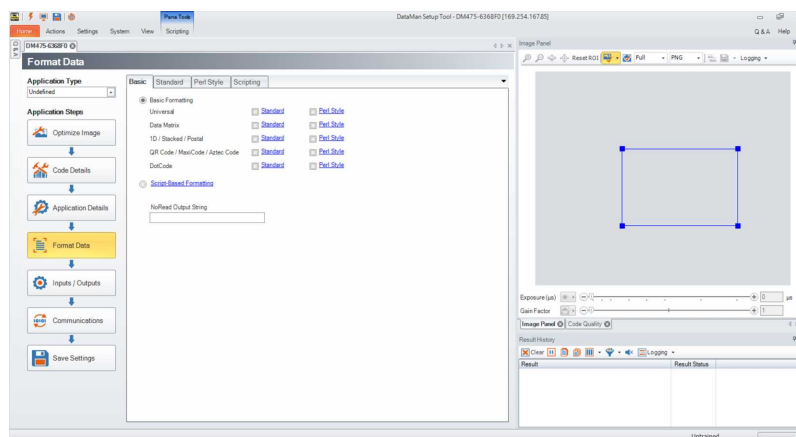 Pane Tools
DataMan Setup Tool - DM475-6368F0 [169.254.167.85]
Home Actions Settings System View Scripting
Q & A Help
Q & A
DM475-6368F0
Format Data
Application Type
Undefined
Application Steps
Optimize Image
Code Details
Application Details
Format Data
Inputs / Outputs
Communications
Save Settings
Basic Standard Perl Style Scripting
Basic Formatting
Universal Standard Perl Style
Data Matrix Standard Perl Style
1D / Stacked / Postal Standard Perl Style
QR Code / MaxiCode / Aztec Code Standard Perl Style
DotCode Standard Perl Style
Script-Based Formatting
NoRead Output String
Image Panel
Reset ROI Full PNG Logging
Exposure (µs) 0 µs
Gain Factor 1
Image Panel Code Quality
Result History
Clear Logging
Result Result Status
Untrained